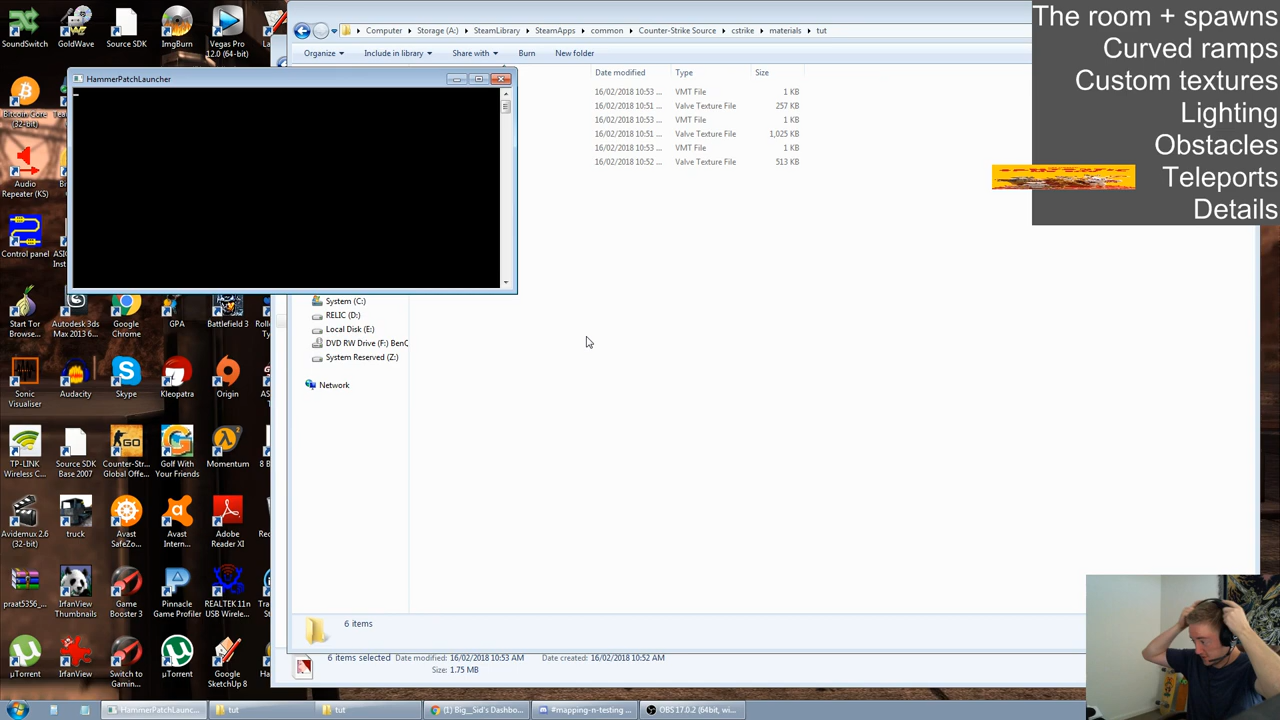 The room + spawns
Curved ramps
Custom textures
Lighting
Obstacles
Teleports
Details
Computer Storage (A:) SteamLibrary SteamApps common Counter-Strike Source cstrike materials tut
Organize Include in library Share with Burn New folder
HammerPatchLauncher
Date modified Type Size
16/02/2018 10:53 ... VMT File 1 KB
16/02/2018 10:51 ... Valve Texture File 257 KB
16/02/2018 10:53 ... VMT File 1 KB
16/02/2018 10:51 ... Valve Texture File 1,025 KB
16/02/2018 10:53 ... VMT File 1 KB
16/02/2018 10:52 ... Valve Texture File 513 KB
System (C:)
RELIC (D:)
Local Disk (E:)
DVD RW Drive (F:) BenQ
System Reserved (Z:)
Network
6 items
6 items selected Date modified: 16/02/2018 10:53 AM Date created: 16/02/2018 10:52 AM
Size: 1.75 MB
SoundSwitch GoldWave Source SDK ImgBurn Vegas Pro
12.0 (64-bit)
Bitcoin Core
(32-bit)
Audio
Repeater (KS)
Control panel
Start Tor
Browse... Autodesk 3ds
Max 2013 6... Google
Chrome GPA Battlefield 3
Sonic
Visualiser Audacity Skype Kleopatra Origin
TP-LINK
Wireless C... Source SDK
Base 2007 Counter-Str...
Global Offe... Golf With
Your Friends Momentum
Avidemux 2.6
(32-bit) truck Avast
SafeZo... Avast
Intern... Adobe
Reader XI
praat5356_... IrfanView
Thumbnails Game
Booster 3 Pinnacle
Game Profiler REALTEK 11n
USB Wirele...
µTorrent IrfanView Switch to
Gamin... µTorrent Google
SketchUp 8
HammerPatchLaunc... tut tut (1) Big__Sid's Dashbo... #mapping-n-testing ... OBS 17.0.2 (64bit, wi...